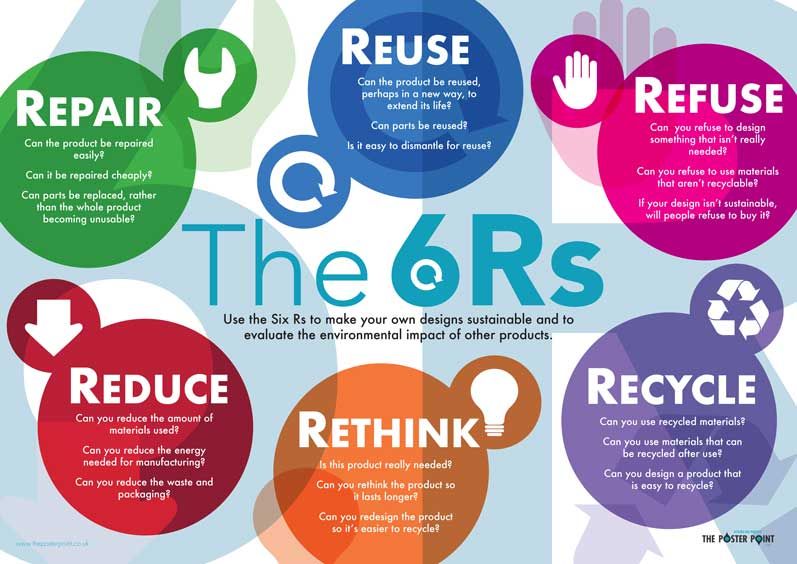 REPAIR
Can the product be repaired
easily?
Can it be repaired cheaply?
Can parts be replaced, rather
than the whole product
becoming unusable?
REUSE
Can the product be reused,
perhaps in a new way, to
extend its life?
Can parts be reused?
Is it easy to dismantle for reuse?
REFUSE
Can you refuse to design
something that isn't really
needed?
Can you refuse to use materials
that aren't recyclable?
If your design isn't sustainable,
will people refuse to buy it?
The 6Rs
Use the Six Rs to make your own designs sustainable and to
evaluate the environmental impact of other products.
REDUCE
Can you reduce the amount of
materials used?
Can you reduce the energy
needed for manufacturing?
Can you reduce the waste and
packaging?
RETHINK
Is this product really needed?
Can you rethink the product so
it lasts longer?
Can you redesign the product
so it's easier to recycle?
RECYCLE
Can you use recycled materials?
Can you use materials that can
be recycled after use?
Can you design a product that
is easy to recycle?
www.theposterpoint.co.uk
THE POSTER POINT